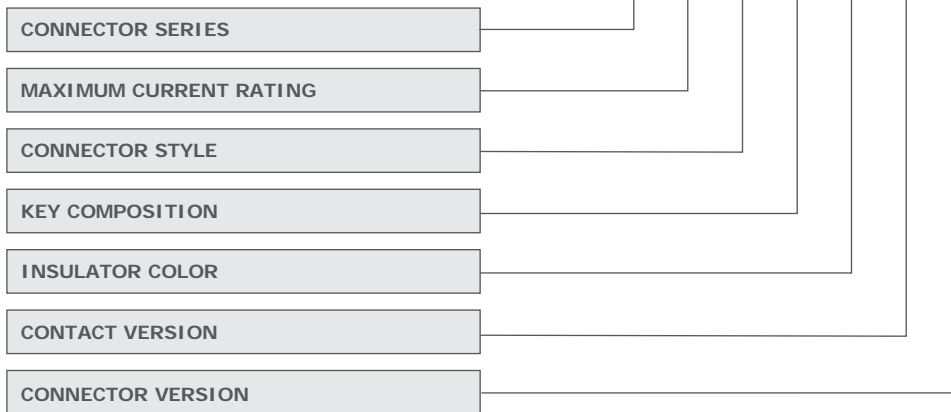 CONNECTOR SERIES
MAXIMUM CURRENT RATING
CONNECTOR STYLE
KEY COMPOSITION
INSULATOR COLOR
CONTACT VERSION
CONNECTOR VERSION